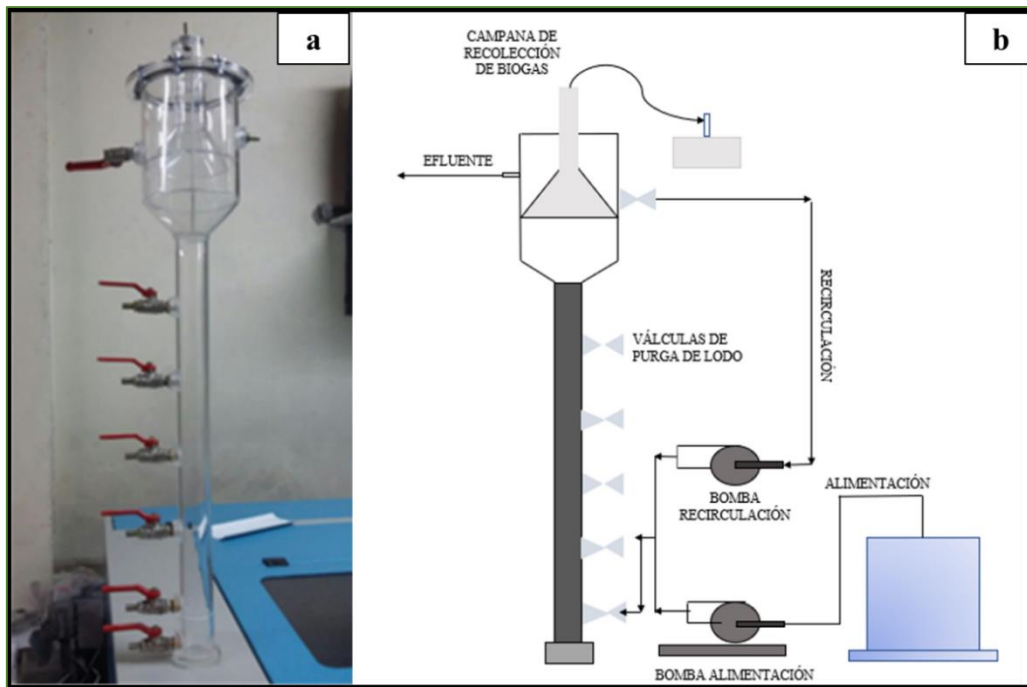 a
b
CAMPANA DE
RECOLECCIÓN
DE BIOGAS
EFLUENTE
RECIRCULACIÓN
VÁLCULAS DE
PURGA DE LODO
ALIMENTACIÓN
BOMBA
RECIRCULACIÓN
BOMBA ALIMENTACIÓN